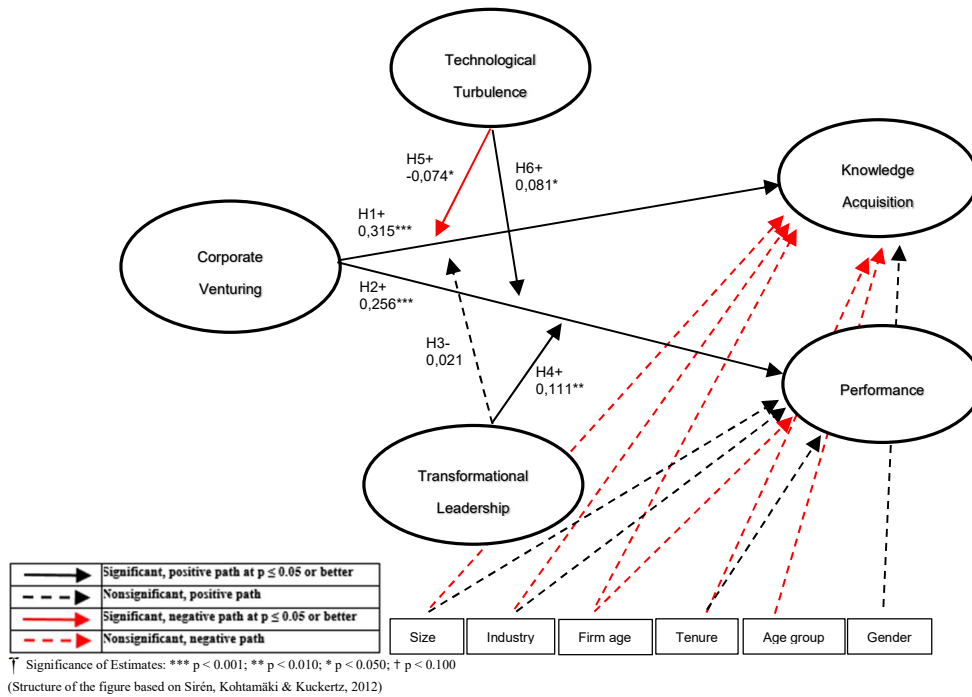 Technological
Turbulence
H5+
-0,074*
H6+
0,081*
Knowledge
Acquisition
H1+
0,315***
Corporate
Venturing
H2+
0,256***
H3-
0,021
H4+
0,111**
Performance
Transformational
Leadership
Significant, positive path at p ≤ 0.05 or better
Nonsignificant, positive path
Significant, negative path at p ≤ 0.05 or better
Nonsignificant, negative path
Size
Industry
Firm age
Tenure
Age group
Gender
† Significance of Estimates: *** p < 0.001; ** p < 0.010; * p < 0.050; † p < 0.100
(Structure of the figure based on Sirén, Kohtamäki & Kuckertz, 2012)